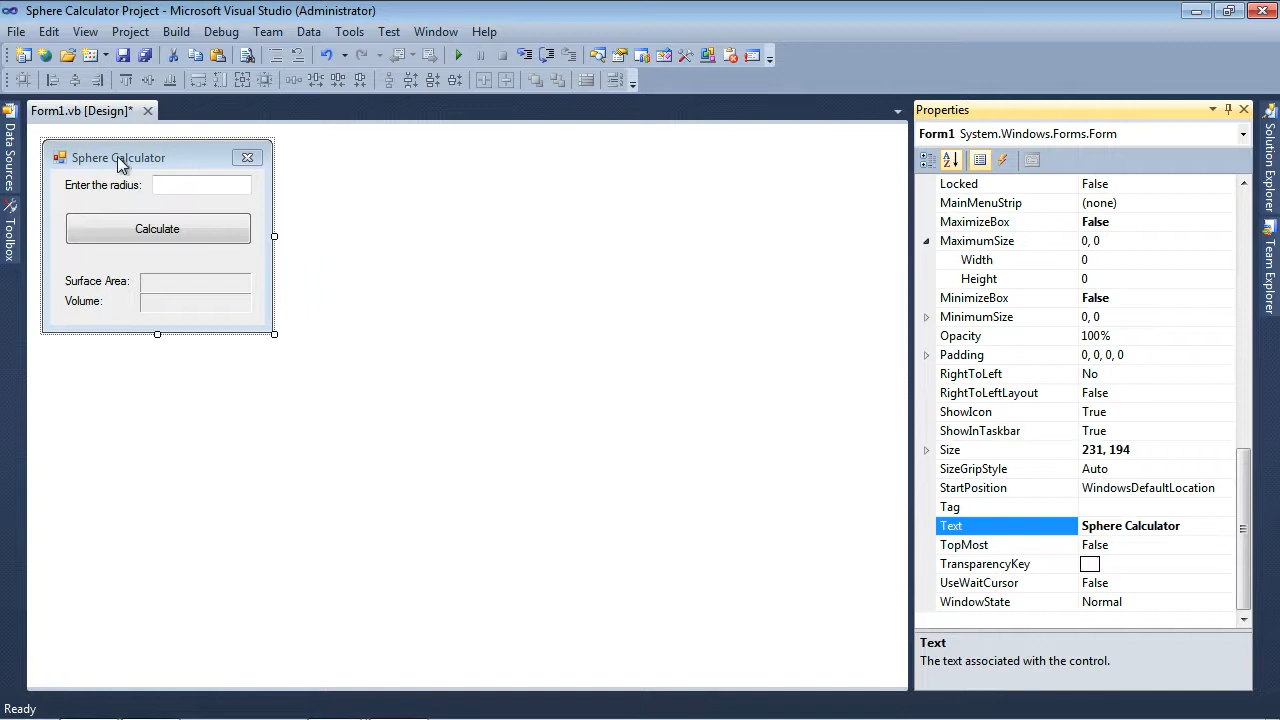 Sphere Calculator Project - Microsoft Visual Studio (Administrator)
File Edit View Project Build Debug Team Data Tools Test Window Help
Form1.vb [Design]*
Data Sources
Toolbox
Sphere Calculator
Enter the radius:
Calculate
Surface Area:
Volume:
Properties
Form1 System.Windows.Forms.Form
Locked False
MainMenuStrip (none)
MaximizeBox False
MaximumSize 0, 0
Width 0
Height 0
MinimizeBox False
MinimumSize 0, 0
Opacity 100%
Padding 0, 0, 0, 0
RightToLeft No
RightToLeftLayout False
ShowIcon True
ShowInTaskbar True
Size 231, 194
SizeGripStyle Auto
StartPosition WindowsDefaultLocation
Tag
Text Sphere Calculator
TopMost False
TransparencyKey
UseWaitCursor False
WindowState Normal
Text
The text associated with the control.
Solution Explorer
Team Explorer
Ready